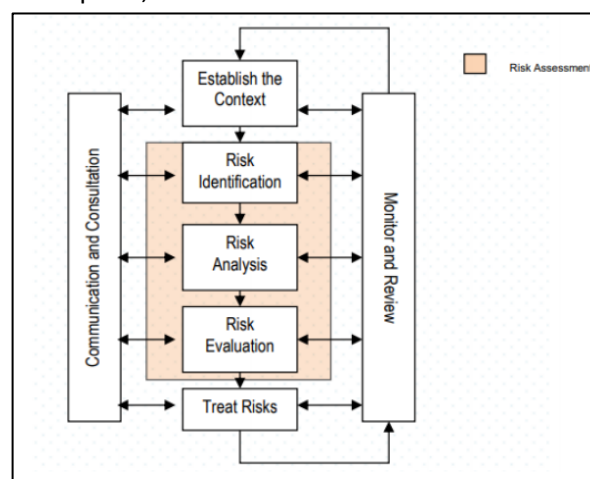 Establish the
Context
Risk Assessment
Communication and Consultation
Risk
Identification
Risk
Analysis
Risk
Evaluation
Treat Risks
Monitor and Review